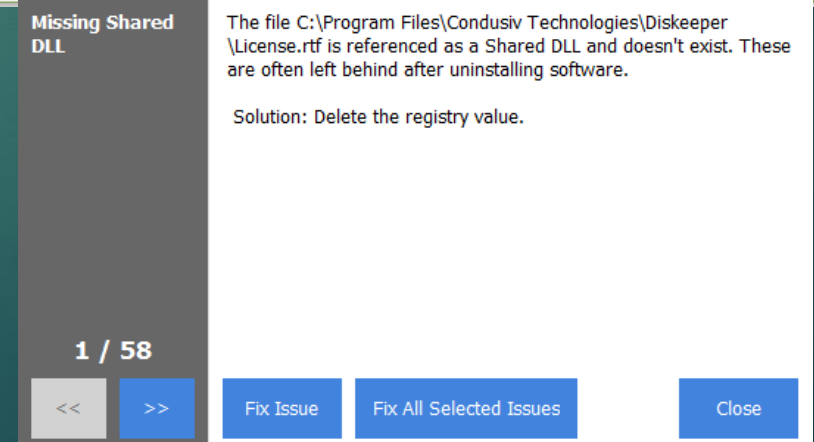 Missing Shared
DLL
The file C:\Program Files\Condusiv Technologies\Diskeeper
\License.rtf is referenced as a Shared DLL and doesn't exist. These
are often left behind after uninstalling software.
Solution: Delete the registry value.
1 / 58
<<
>>
Fix Issue
Fix All Selected Issues
Close